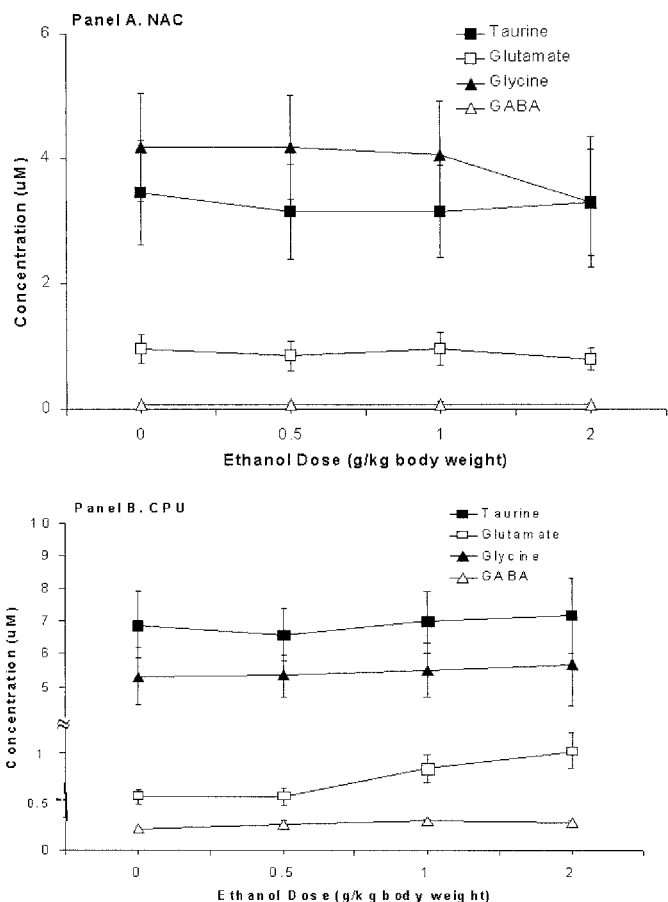 Panel A. NAC
Taurine
Glutamate
Glycine
GABA
6
4
2
0
Concentration (uM)
0 0.5 1 2
Ethanol Dose (g/kg body weight)
Panel B. CPU
Taurine
Glutamate
Glycine
GABA
10
9
8
7
6
5
1
0.5
0
Concentration (uM)
0 0.5 1 2
Ethanol Dose (g/kg body weight)